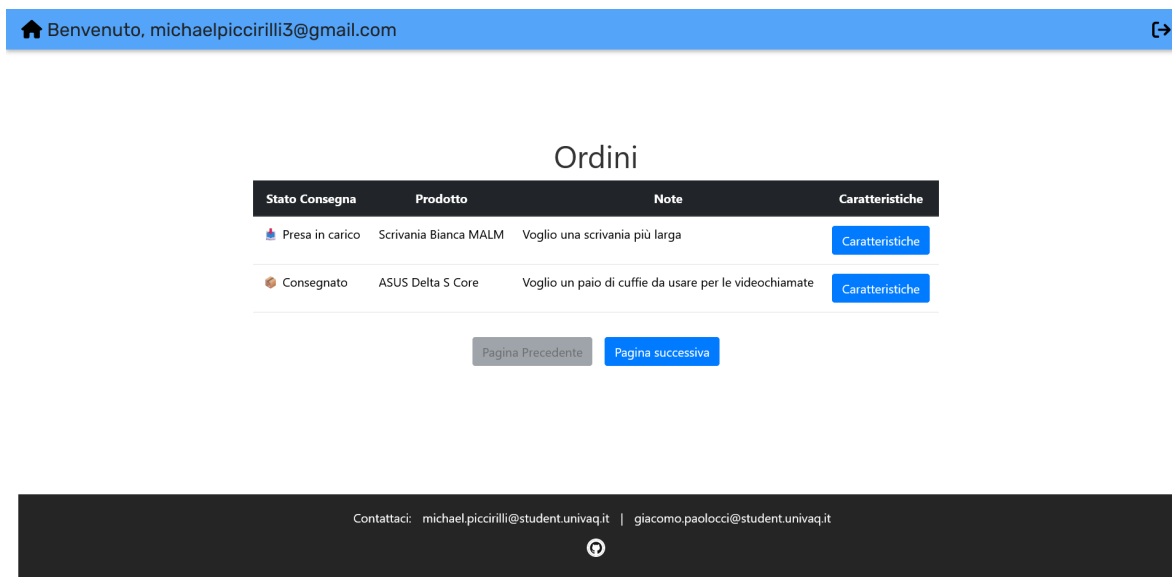 Benvenuto, michaelpiccirilli3@gmail.com
Ordini
Stato Consegna Prodotto Note Caratteristiche
Presa in carico Scrivania Bianca MALM Voglio una scrivania più larga Caratteristiche
Consegnato ASUS Delta S Core Voglio un paio di cuffie da usare per le videochiamate Caratteristiche
Pagina Precedente Pagina successiva
Contattaci: michael.piccirilli@student.univaq.it | giacomo.paolocci@student.univaq.it